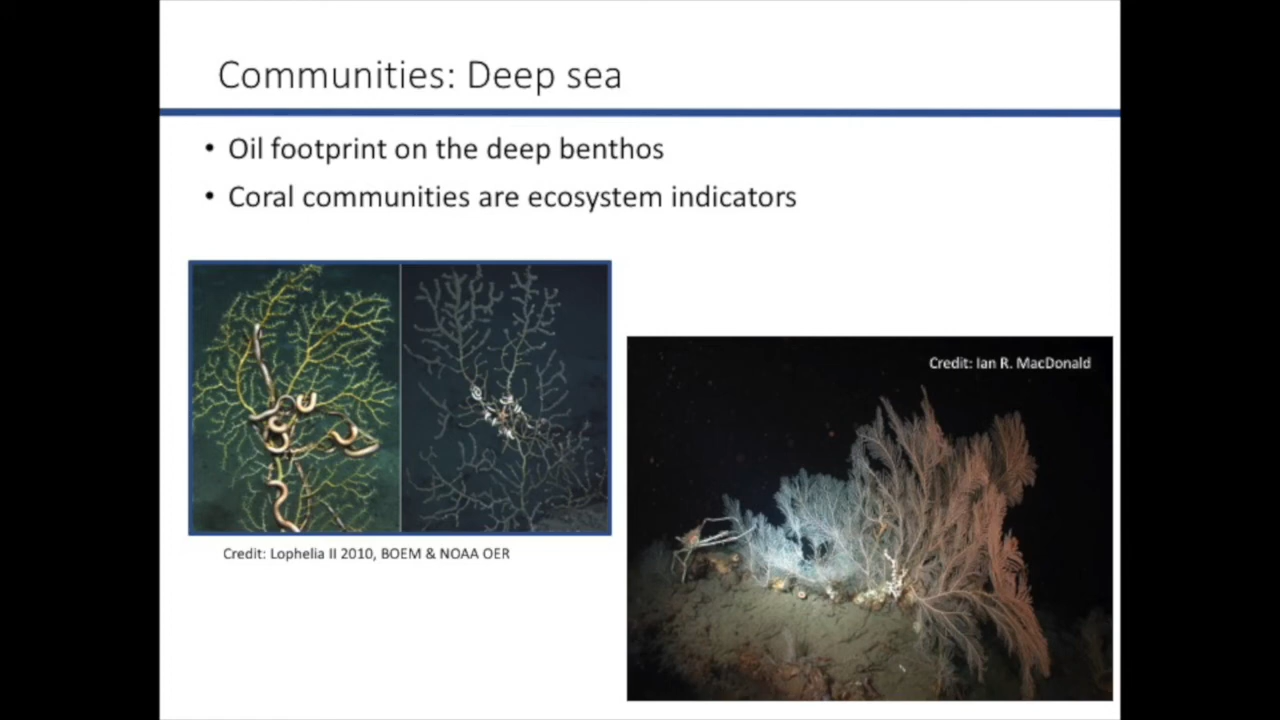 Communities: Deep sea
• Oil footprint on the deep benthos
• Coral communities are ecosystem indicators
Credit: Ian R. MacDonald
Credit: Lophelia II 2010, BOEM & NOAA OER